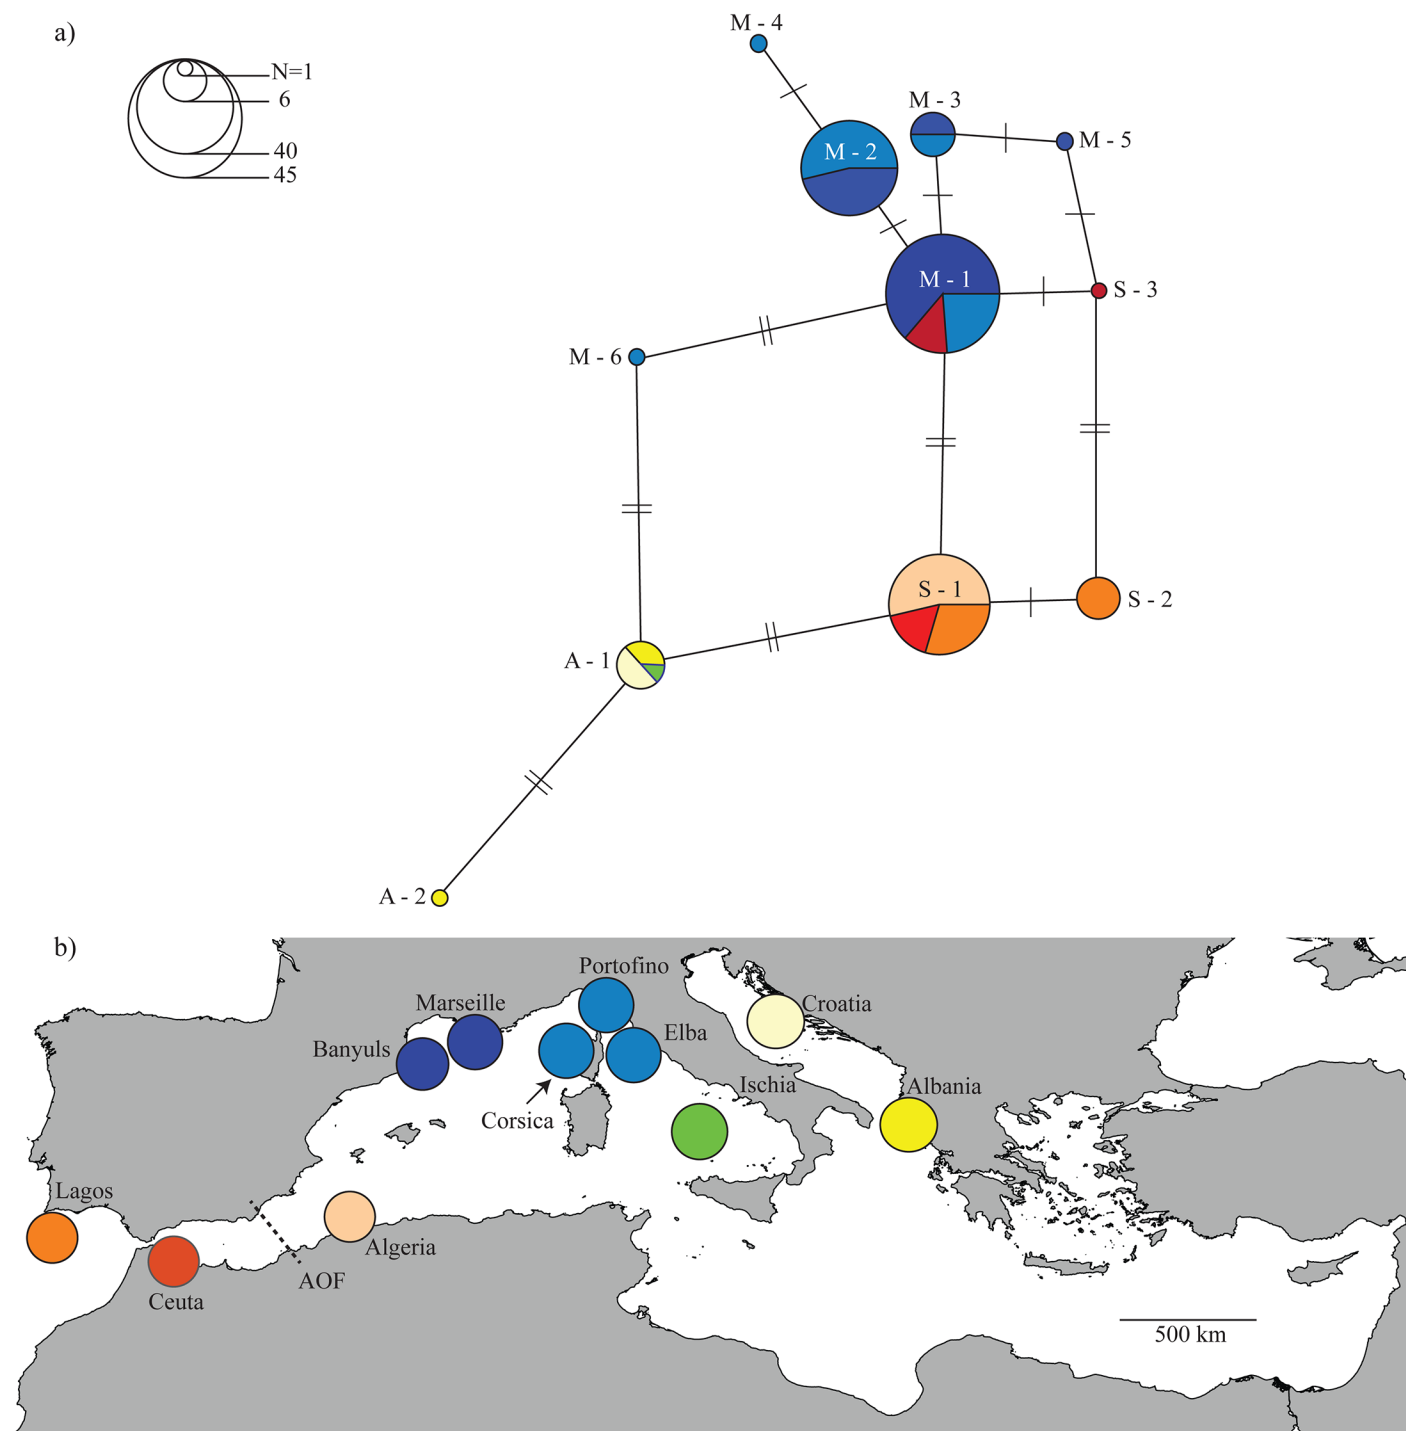 a)
N=1
6
40
45
M - 4
M - 3
M - 5
M - 2
M - 1
S - 3
M - 6
S - 1
S - 2
A - 1
A - 2
b)
Portofino
Marseille
Croatia
Elba
Banyuls
Ischia
Albania
Corsica
Lagos
Algeria
AOF
Ceuta
500 km